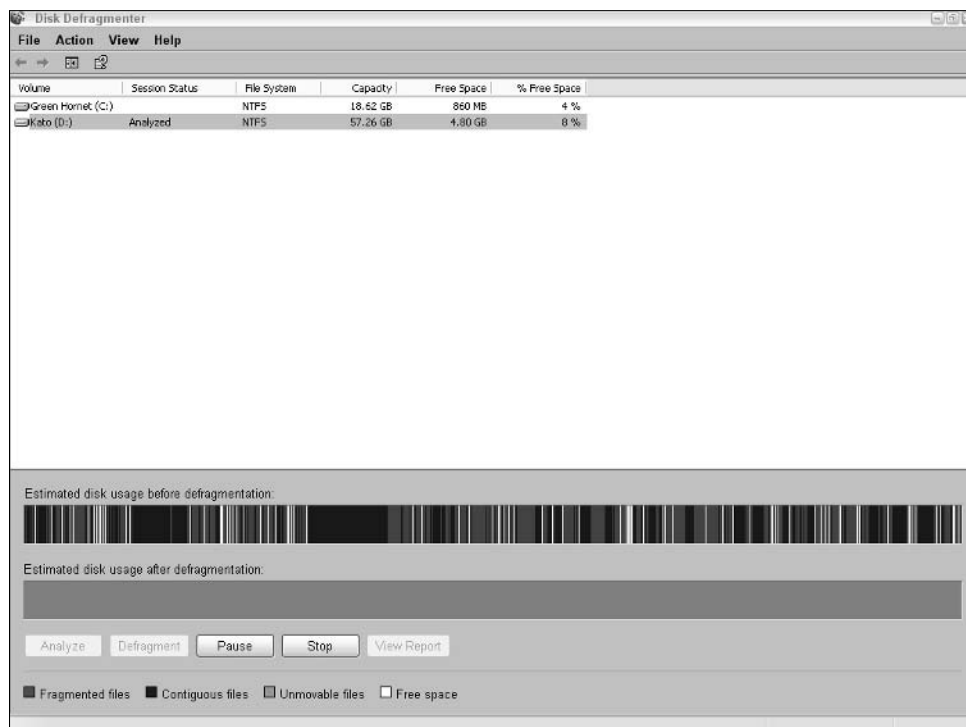 Disk Defragmenter
File Action View Help
Volume Session Status File System Capacity Free Space % Free Space
Green Hornet (C:) NTFS 18.62 GB 860 MB 4 %
Kato (D:) Analyzed NTFS 57.26 GB 4.80 GB 8 %
Estimated disk usage before defragmentation:
Estimated disk usage after defragmentation:
Analyze Defragment Pause Stop View Report
Fragmented files Contiguous files Unmovable files Free space